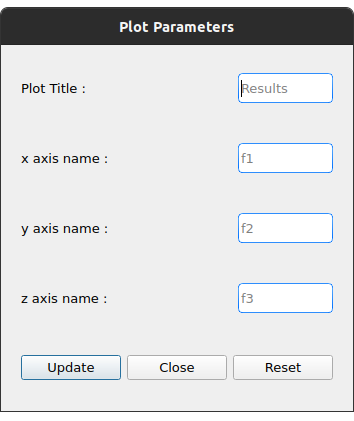 Plot Parameters
Plot Title : Results
x axis name : f1
y axis name : f2
z axis name : f3
Update Close Reset